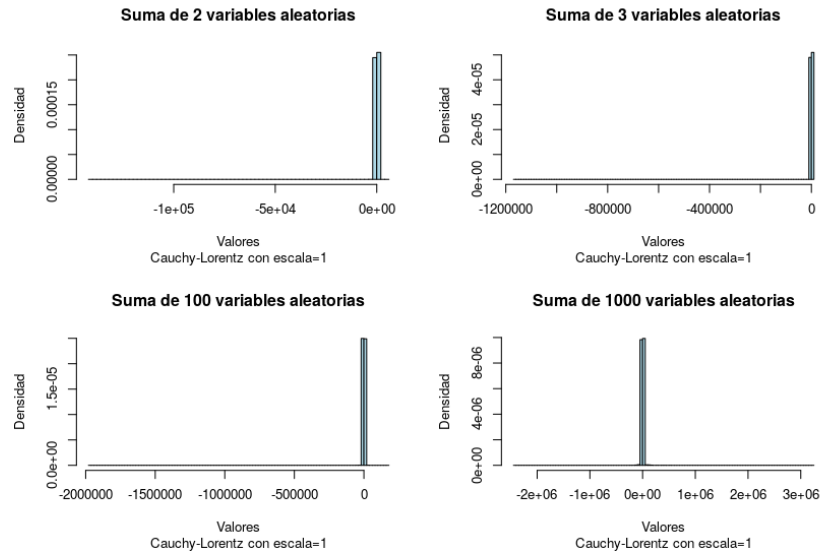 Suma de 2 variables aleatorias
Densidad
0.00000
0.00015
-1e+05
-5e+04
0e+00
Valores
Cauchy-Lorentz con escala=1
Suma de 3 variables aleatorias
Densidad
0e+00
2e-05
4e-05
-1200000
-800000
-400000
0
Valores
Cauchy-Lorentz con escala=1
Suma de 100 variables aleatorias
Densidad
0.0e+00
1.5e-05
-2000000
-1500000
-1000000
-500000
0
Valores
Cauchy-Lorentz con escala=1
Suma de 1000 variables aleatorias
Densidad
0e+00
4e-06
8e-06
-2e+06
-1e+06
0e+00
1e+06
2e+06
3e+06
Valores
Cauchy-Lorentz con escala=1